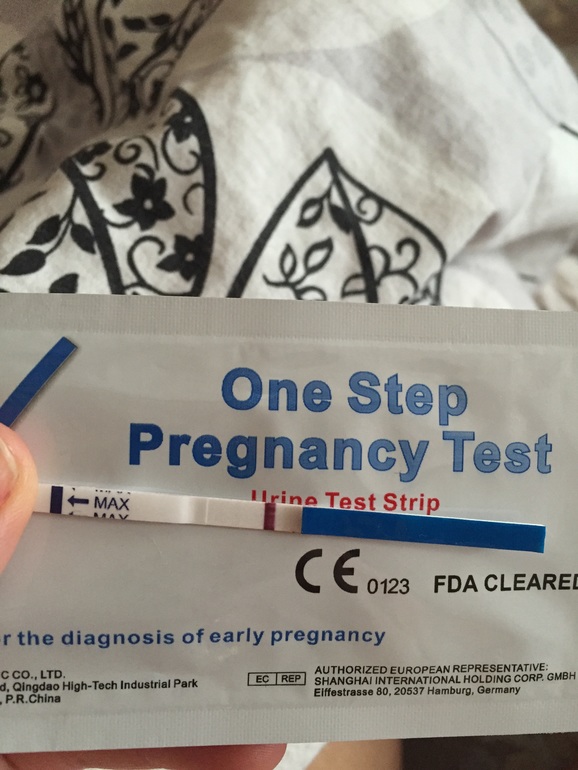 One Step
Pregnancy Test
Urine Test Strip
MAX
CE 0123 FDA CLEARED
r the diagnosis of early pregnancy
C CO., LTD.
d, Qingdao High-Tech Industrial Park
, P.R.China
EC REP
AUTHORIZED EUROPEAN REPRESENTATIVE:
SHANGHAI INTERNATIONAL HOLDING CORP. GMBH
Eiffestrasse 80, 20537 Hamburg, Germany